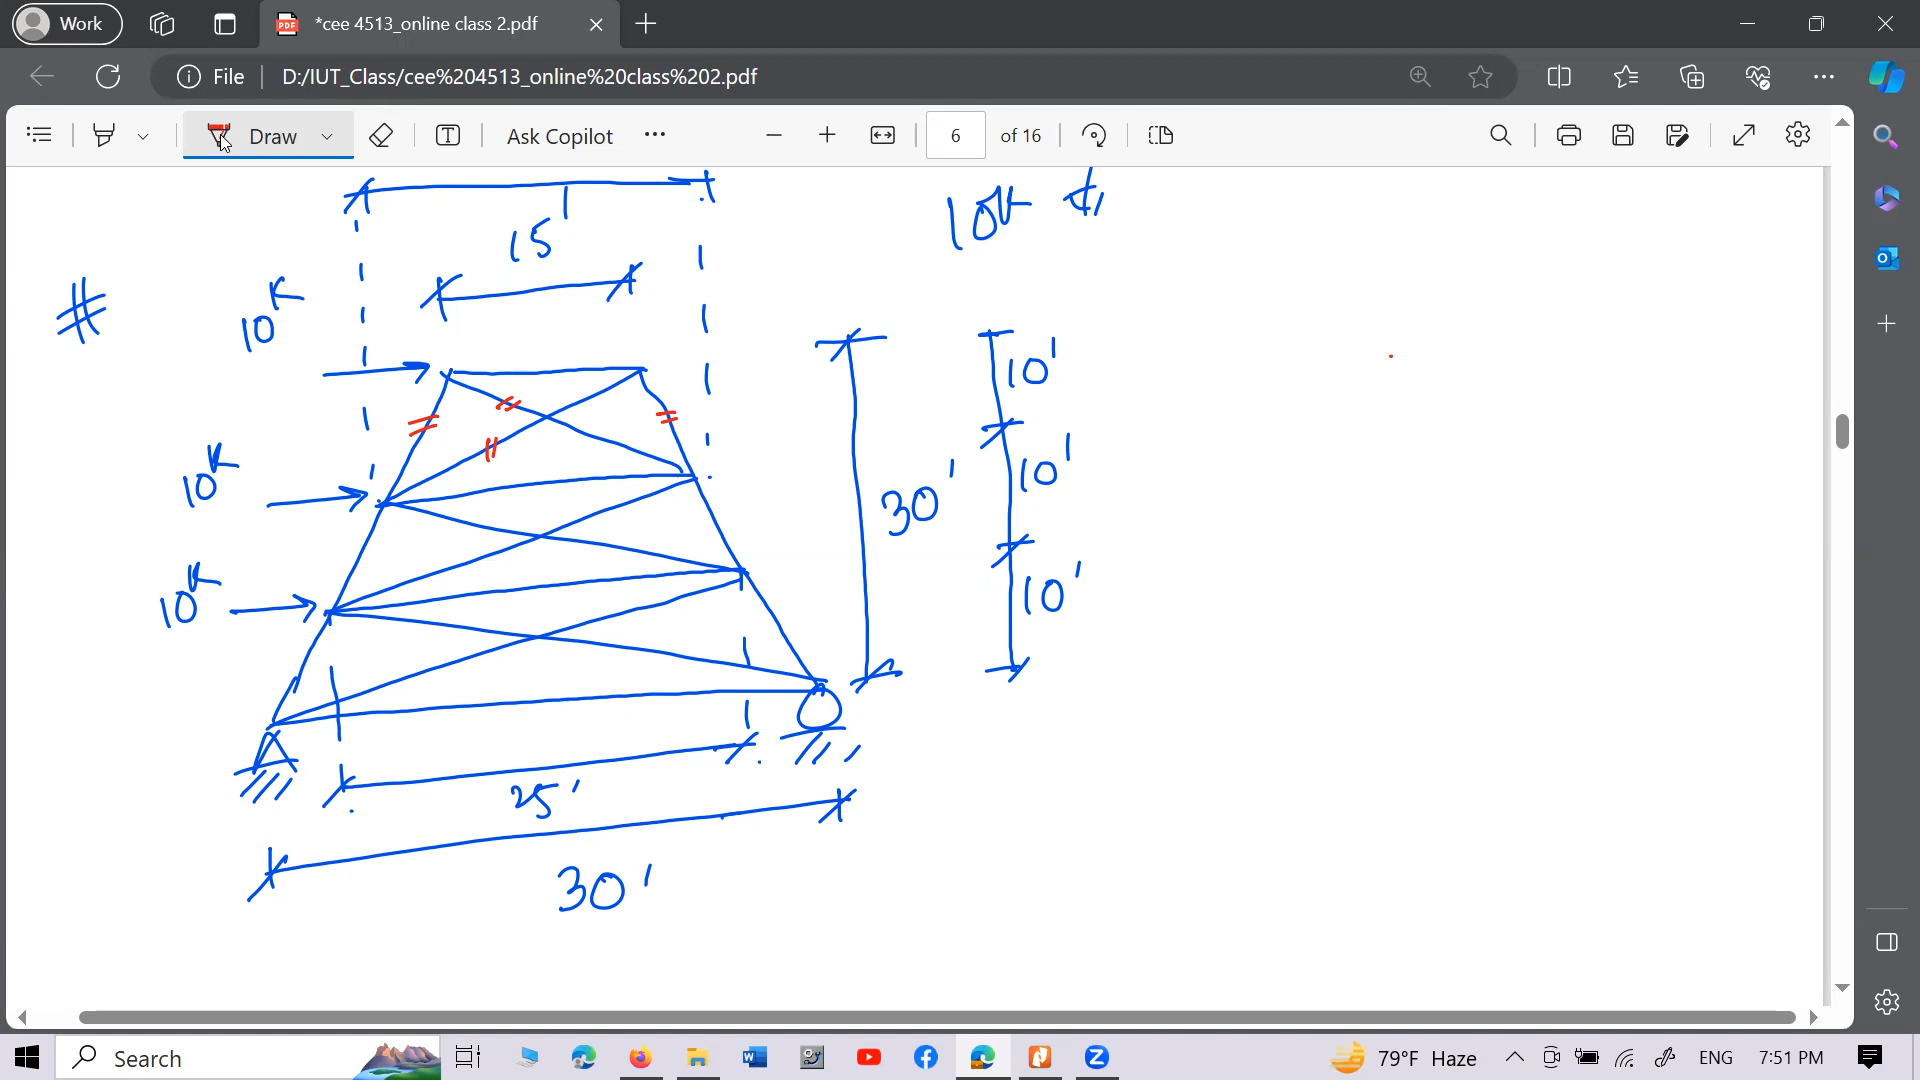 Work
*cee 4513_online class 2.pdf
File
D:/IUT_Class/cee%204513_online%20class%202.pdf
Draw
Ask Copilot
6 of 16
10K
15'
#
10K
10'
10K
30'
10'
10K
10'
25'
30'
Search
79°F Haze
ENG
7:51 PM